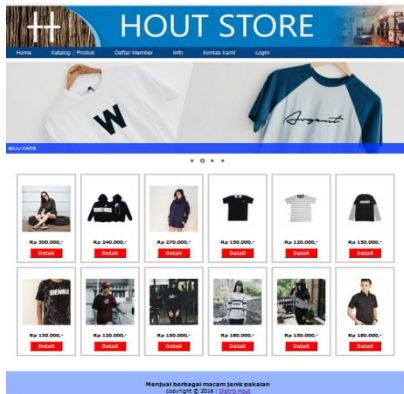 HOUT STORE
Home Katalog / Produk Daftar Member Info Kontak Kami Login
W
Argent
BAJU KAOS
Rp 300.000,- Rp 240.000,- Rp 270.000,- Rp 150.000,- Rp 120.000,- Rp 150.000,-
Detail Detail Detail Detail Detail Detail
Rp 130.000,- Rp 120.000,- Rp 150.000,- Rp 180.000,- Rp 150.000,- Rp 180.000,-
Detail Detail Detail Detail Detail Detail
Menjual berbagai macam jenis pakaian
copyright © 2016 | Distro Hout